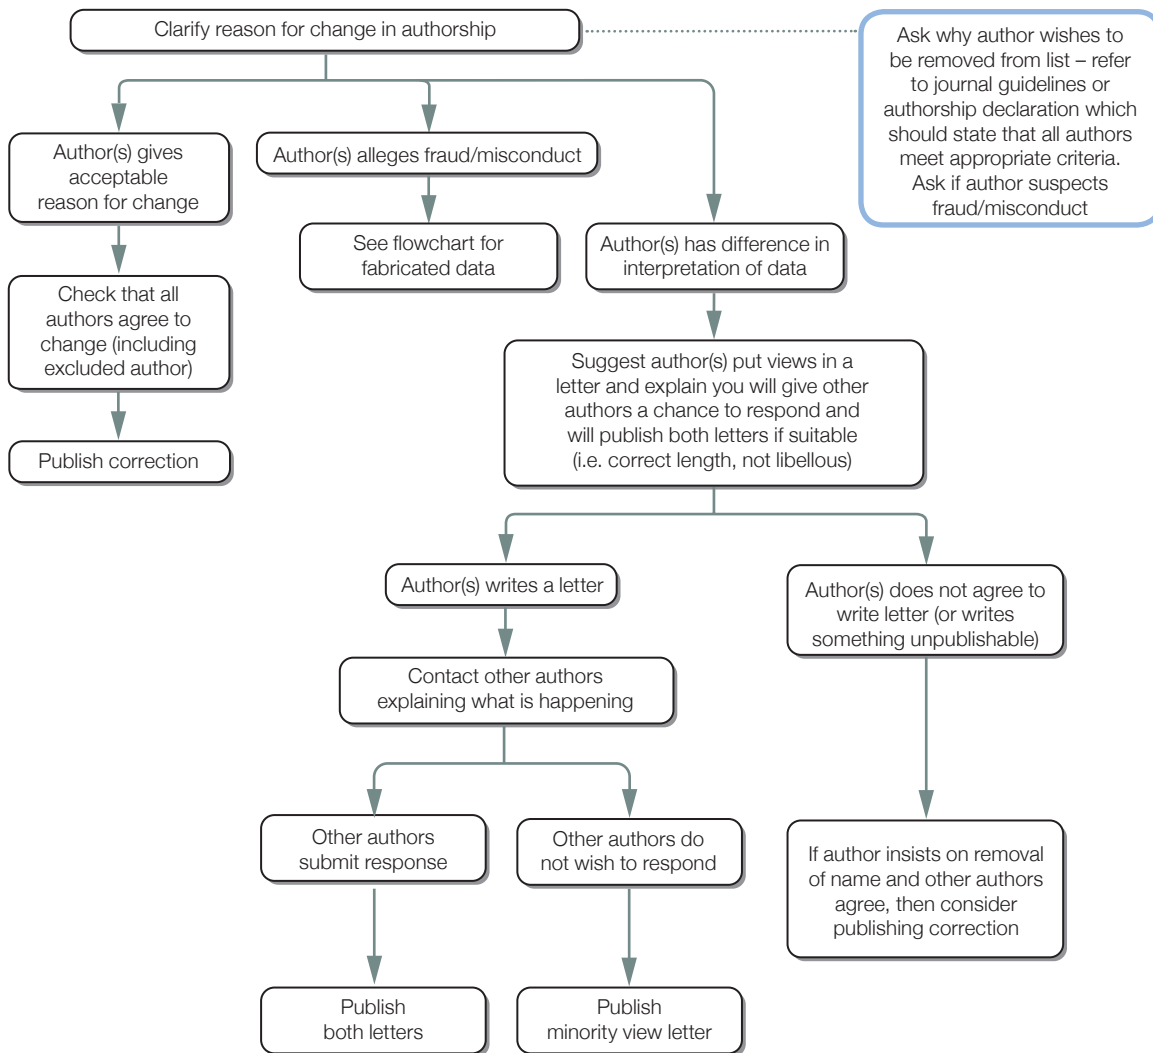 Clarify reason for change in authorship
Ask why author wishes to
be removed from list – refer
to journal guidelines or
authorship declaration which
should state that all authors
meet appropriate criteria.
Ask if author suspects
fraud/misconduct
Author(s) gives
acceptable
reason for change
Author(s) alleges fraud/misconduct
See flowchart for
fabricated data
Author(s) has difference in
interpretation of data
Check that all
authors agree to
change (including
excluded author)
Publish correction
Suggest author(s) put views in a
letter and explain you will give other
authors a chance to respond and
will publish both letters if suitable
(i.e. correct length, not libellous)
Author(s) writes a letter
Author(s) does not agree to
write letter (or writes
something unpublishable)
Contact other authors
explaining what is happening
Other authors
submit response
Other authors do
not wish to respond
If author insists on removal
of name and other authors
agree, then consider
publishing correction
Publish
both letters
Publish
minority view letter